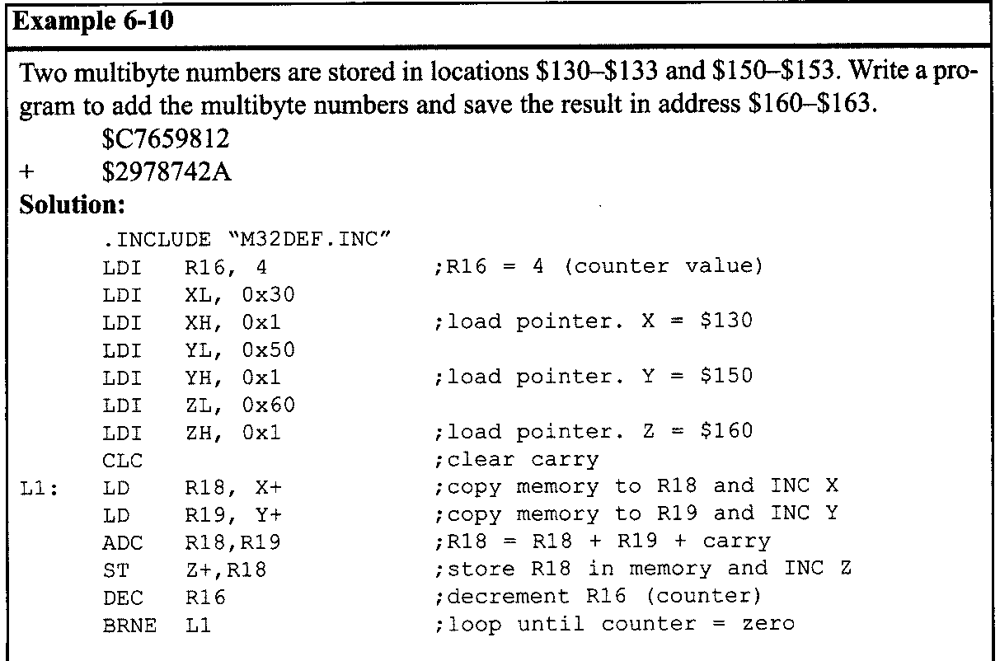 Example 6-10
Two multibyte numbers are stored in locations $130–$133 and $150–$153. Write a pro-
gram to add the multibyte numbers and save the result in address $160–$163.
$C7659812
+ $2978742A
Solution:
.INCLUDE "M32DEF.INC"
LDI R16, 4 ;R16 = 4 (counter value)
LDI XL, 0x30
LDI XH, 0x1 ;load pointer. X = $130
LDI YL, 0x50
LDI YH, 0x1 ;load pointer. Y = $150
LDI ZL, 0x60
LDI ZH, 0x1 ;load pointer. Z = $160
CLC ;clear carry
L1: LD R18, X+ ;copy memory to R18 and INC X
LD R19, Y+ ;copy memory to R19 and INC Y
ADC R18,R19 ;R18 = R18 + R19 + carry
ST Z+,R18 ;store R18 in memory and INC Z
DEC R16 ;decrement R16 (counter)
BRNE L1 ;loop until counter = zero